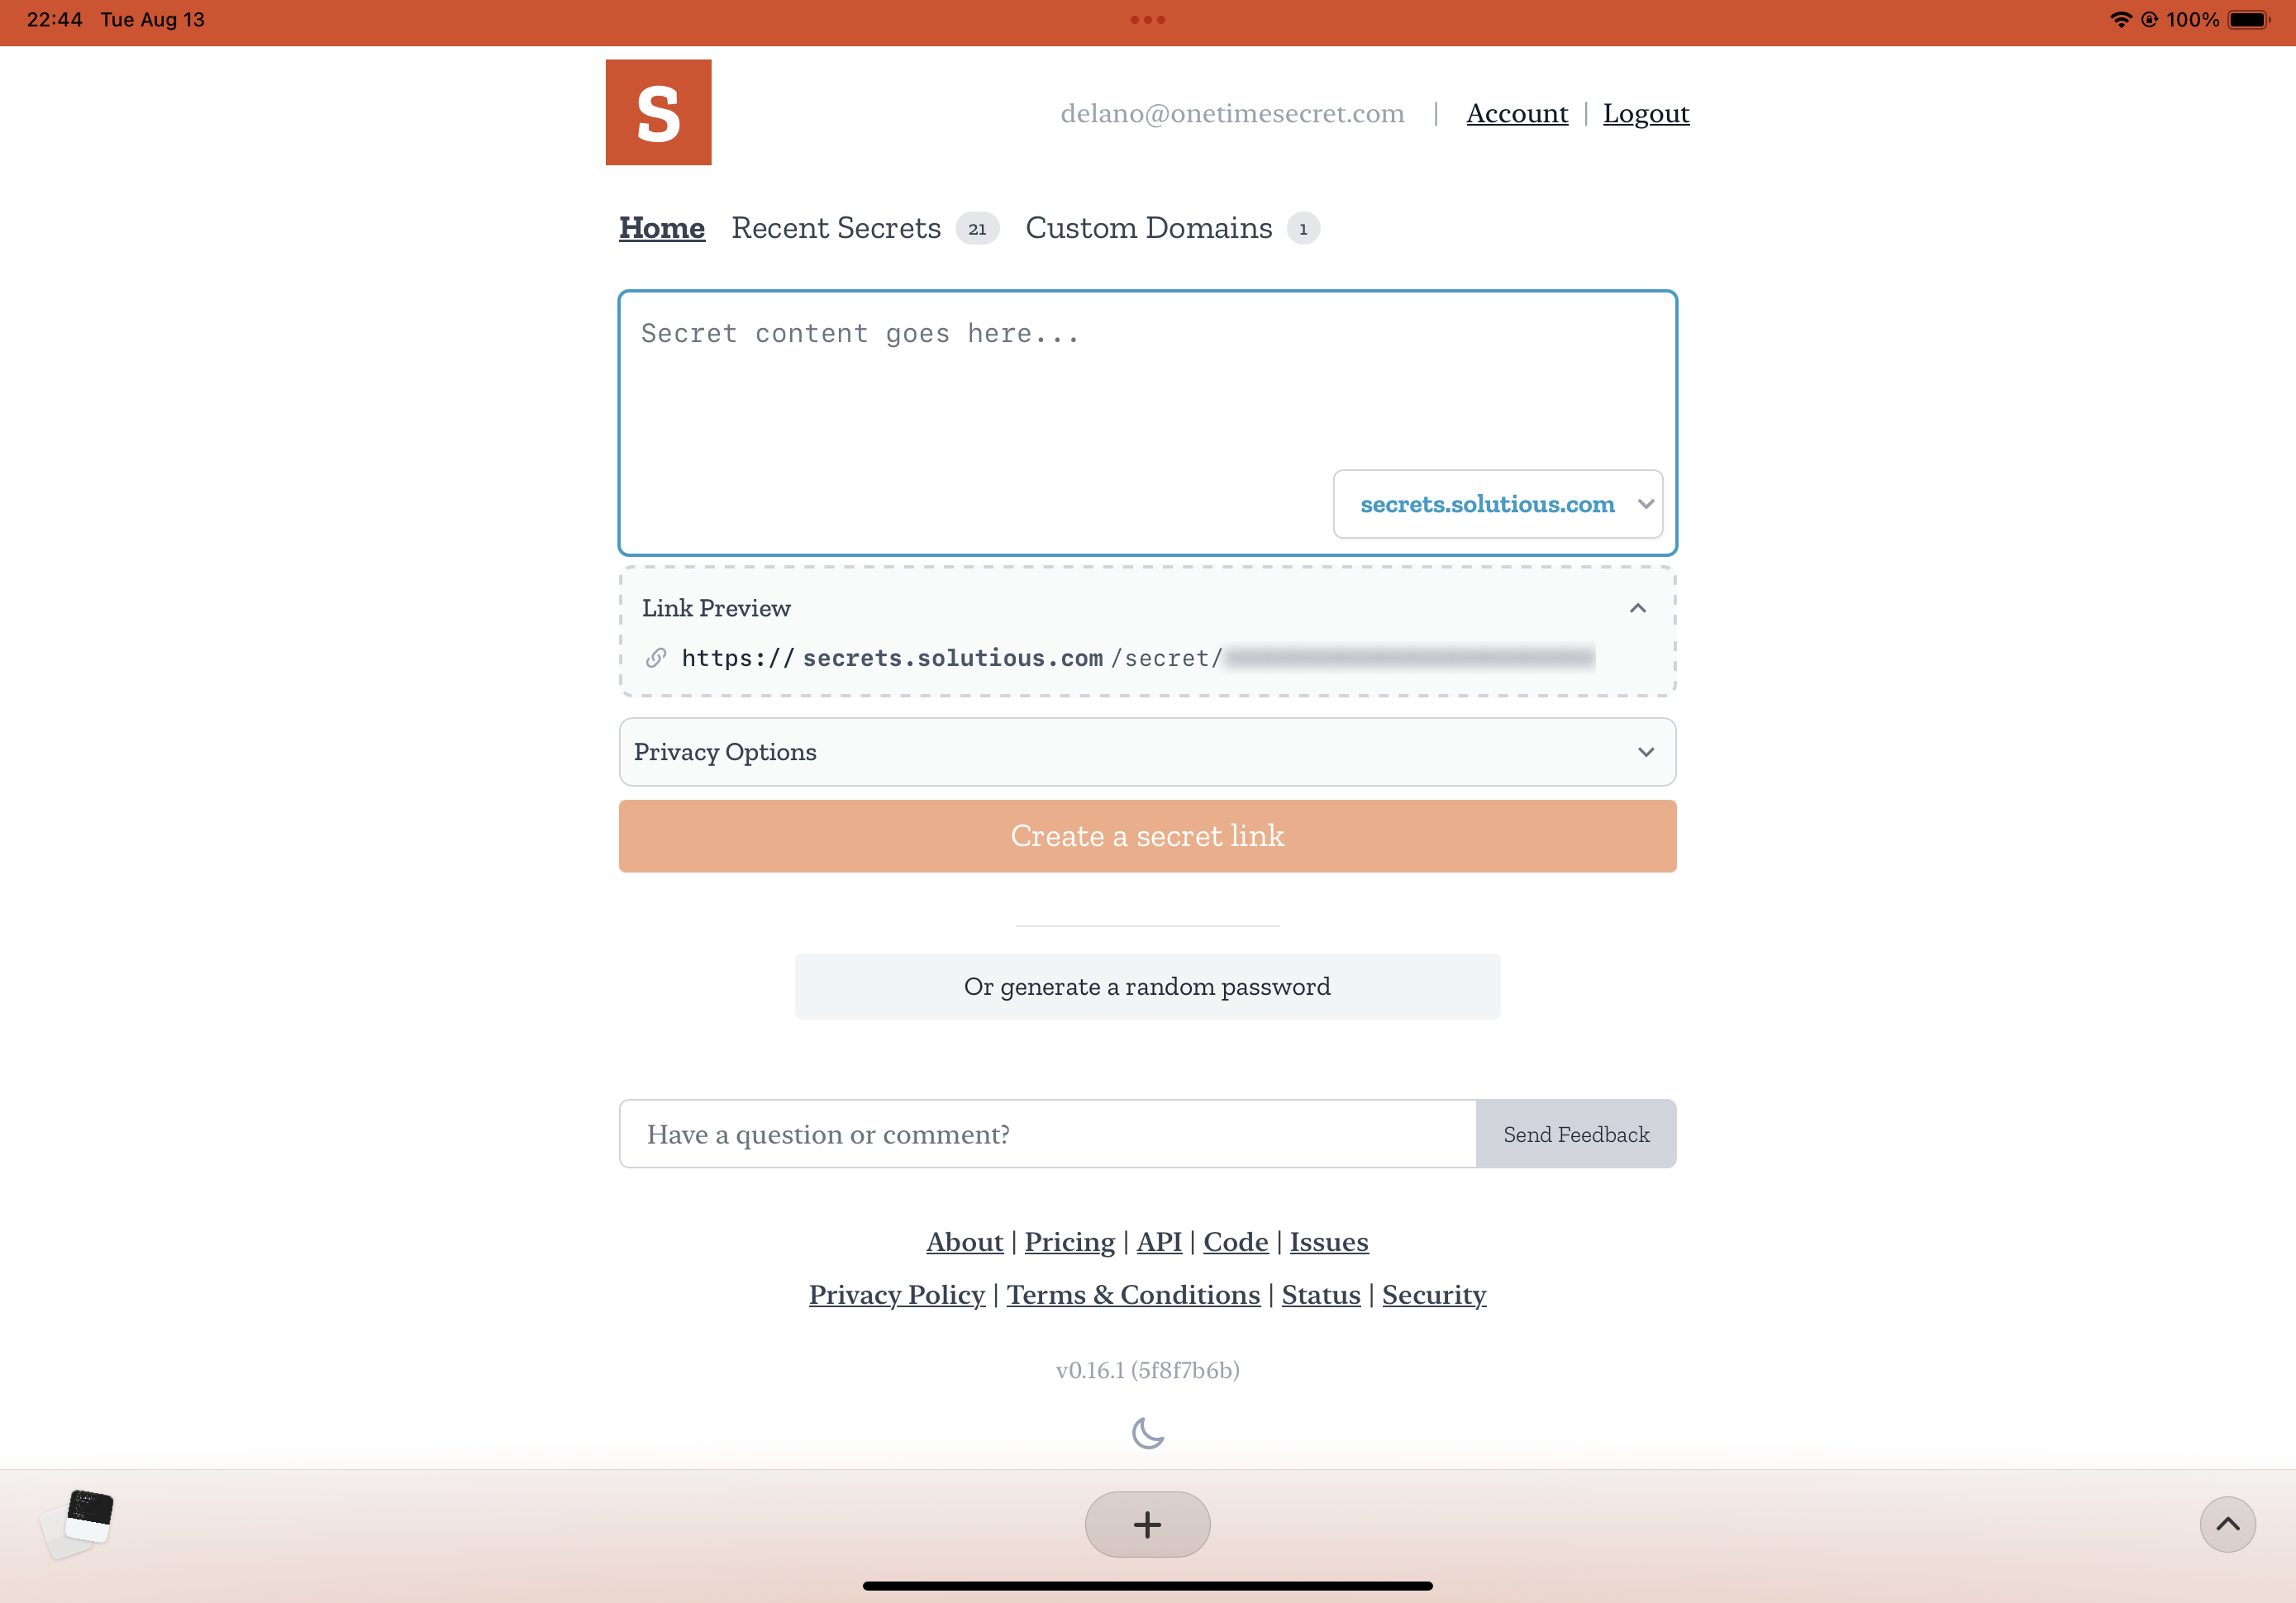 22:44 Tue Aug 13
100%
S
delano@onetimesecret.com | Account | Logout
Home Recent Secrets 21 Custom Domains 1
Secret content goes here...
secrets.solutious.com
Link Preview
https://secrets.solutious.com/secret/
Privacy Options
Create a secret link
Or generate a random password
Have a question or comment?
Send Feedback
About | Pricing | API | Code | Issues
Privacy Policy | Terms & Conditions | Status | Security
v0.16.1 (5f8f7b6b)